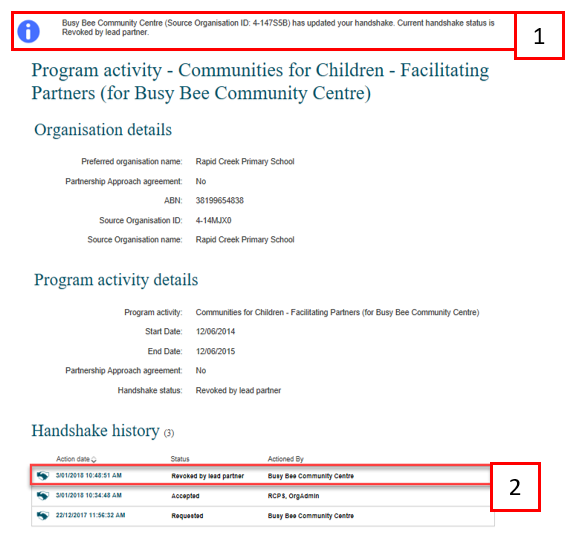 Busy Bee Community Centre (Source Organisation ID: 4-147S5B) has updated your handshake. Current handshake status is
Revoked by lead partner.
1
Program activity - Communities for Children - Facilitating
Partners (for Busy Bee Community Centre)
Organisation details
Preferred organisation name: Rapid Creek Primary School
Partnership Approach agreement: No
ABN: 38199654838
Source Organisation ID: 4-14MJX0
Source Organisation name: Rapid Creek Primary School
Program activity details
Program activity: Communities for Children - Facilitating Partners (for Busy Bee Community Centre)
Start Date: 12/06/2014
End Date: 12/06/2015
Partnership Approach agreement: No
Handshake status: Revoked by lead partner
Handshake history (3)
Action date Status Actioned By
3/01/2018 10:48:51 AM Revoked by lead partner Busy Bee Community Centre
2
3/01/2018 10:34:48 AM Accepted RCPS, OrgAdmin
22/12/2017 11:56:32 AM Requested Busy Bee Community Centre